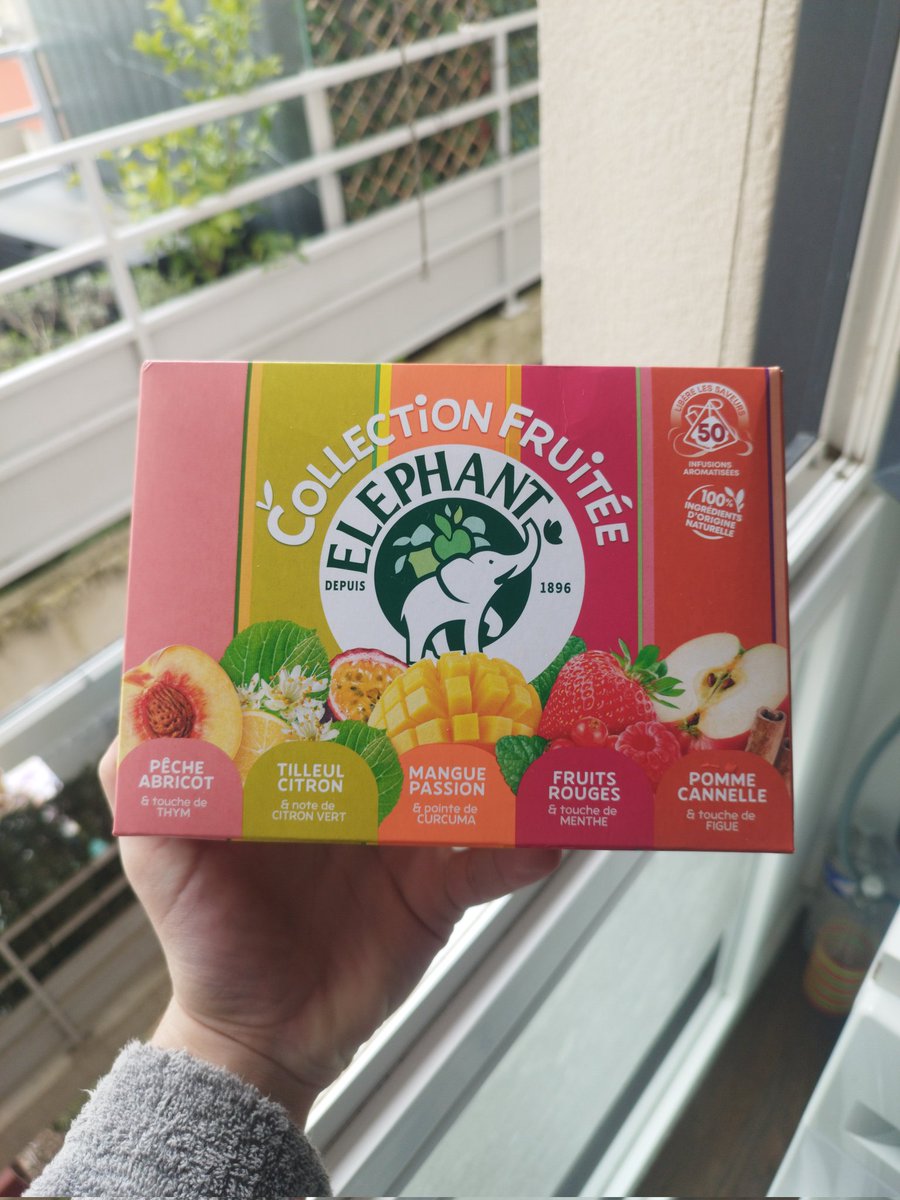 COLLECTION FRUITÉE
ELEPHANT
DEPUIS 1896
LIBÈRE LES SAVEURS
50
INFUSIONS
AROMATISÉES
100%
INGRÉDIENTS
D'ORIGINE
NATURELLE
PÊCHE
ABRICOT
& touche de
THYM
TILLEUL
CITRON
& note de
CITRON VERT
MANGUE
PASSION
& pointe de
CURCUMA
FRUITS
ROUGES
& touche de
MENTHE
POMME
CANNELLE
& touche de
FIGUE